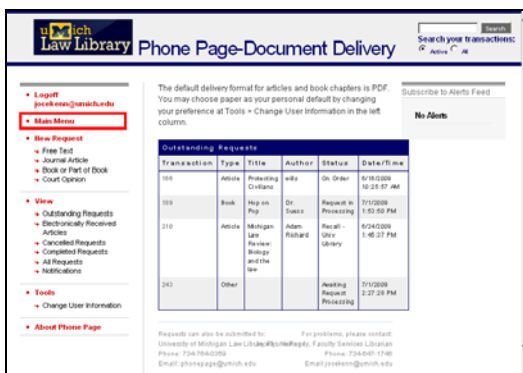 uMich
Law Library
Phone Page-Document Delivery
Search
Search your transactions:
Active All
Logoff
jocekenn@umich.edu
Main Menu
New Request
Free Text
Journal Article
Book or Part of Book
Court Opinion
View
Outstanding Requests
Electronically Received
Articles
Cancelled Requests
Completed Requests
All Requests
Notifications
Tools
Change User Information
About Phone Page
The default delivery format for articles and book chapters is PDF.
You may choose paper as your personal default by changing
your preference at Tools > Change User Information in the left
column.
Outstanding Requests
Transaction Type Title Author Status Date/Time
Article Protecting Civilians wills On Order 6/16/2009 10:25:57 AM
189 Book Hop on Pop Dr. Suess Request in Processing 7/1/2009 1:53:50 PM
210 Article Michigan Law Review: Biology and the law Adam Richard Recall - Univ Library 6/24/2009 1:46:37 PM
243 Other Awaiting Request Processing 7/1/2009 2:27:28 PM
Subscribe to Alerts Feed
No Alerts
Requests can also be submitted to:
University of Michigan Law
Phone: 734-764-0359
Email: phonepage@umich.edu
For problems, please contact:
Faculty Services Librarian
Phone: 734-647-1746
Email: jocekenn@umich.edu